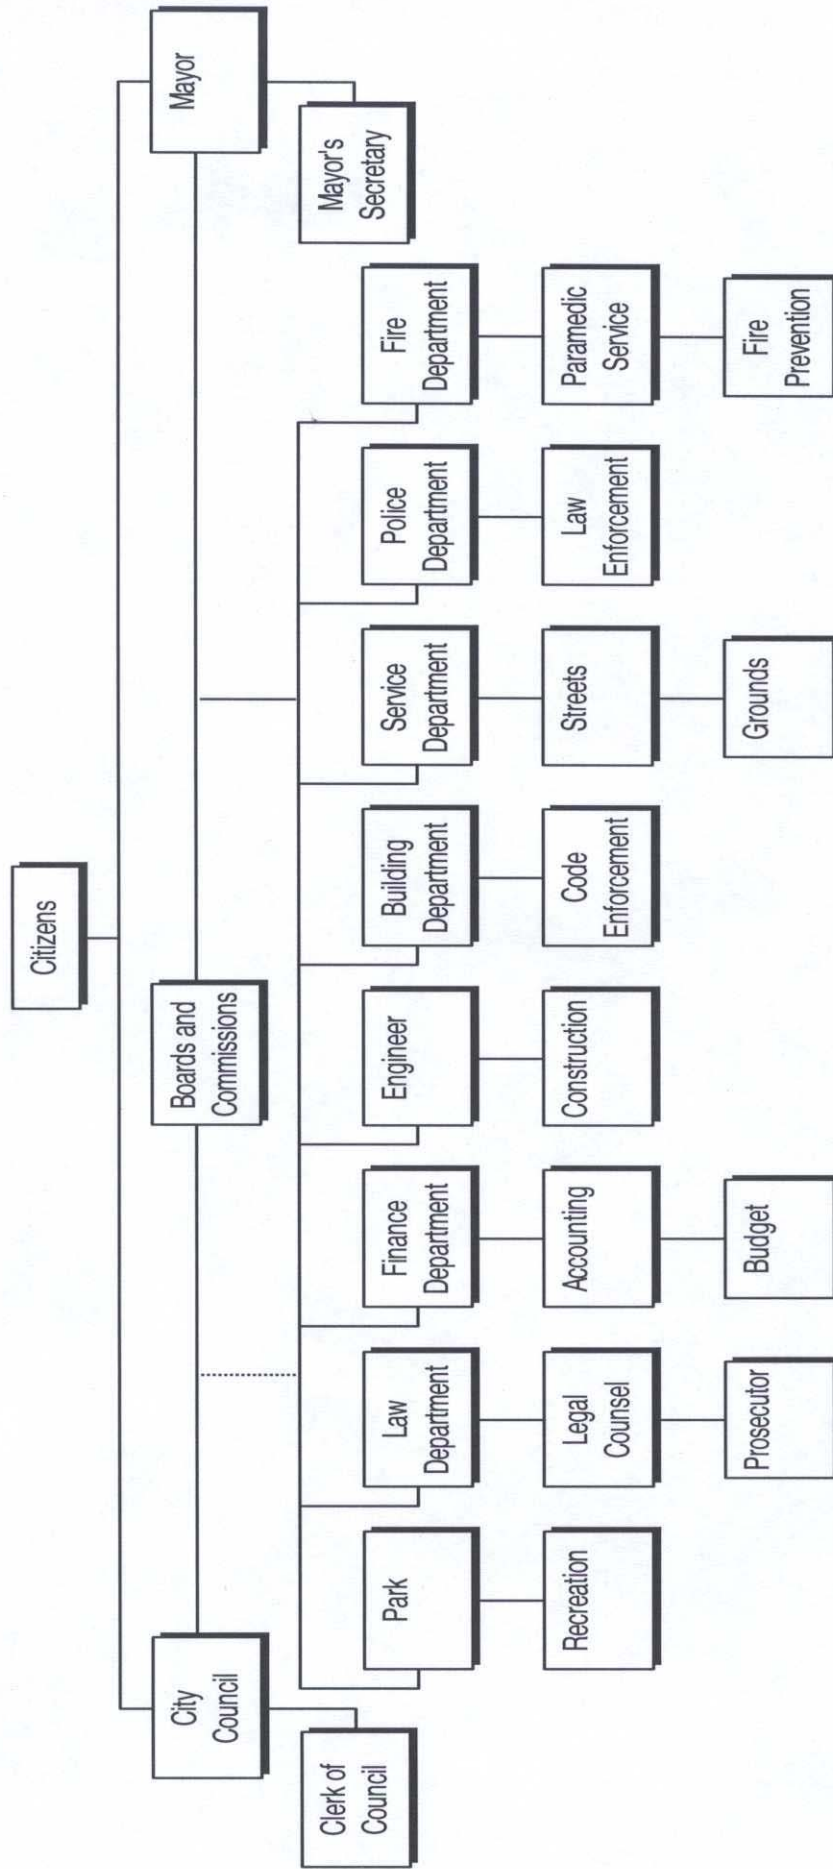 Citizens
City
Council
Boards and
Commissions
Mayor
Clerk of
Council
Mayor's
Secretary
Park
Law
Department
Finance
Department
Engineer
Building
Department
Service
Department
Police
Department
Fire
Department
Recreation
Legal
Counsel
Accounting
Construction
Code
Enforcement
Streets
Law
Enforcement
Paramedic
Service
Prosecutor
Budget
Grounds
Fire
Prevention